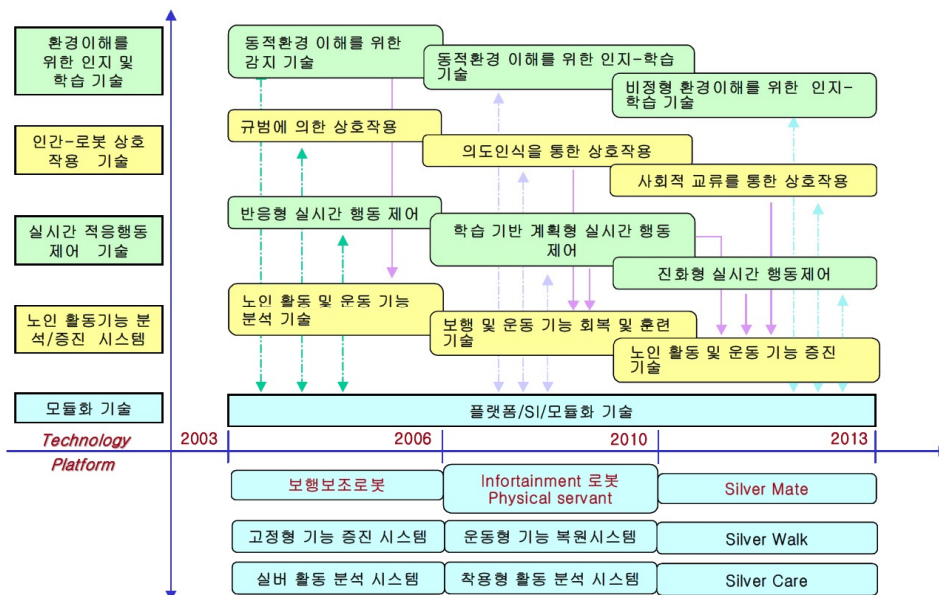 환경이해를
위한 인지 및
학습 기술
동적환경 이해를 위한
감지 기술
동적환경 이해를 위한 인지-학습
기술
비정형 환경이해를 위한 인지-
학습 기술
인간-로봇 상호
작용 기술
규범에 의한 상호작용
의도인식을 통한 상호작용
사회적 교류를 통한 상호작용
실시간 적응행동
제어 기술
반응형 실시간 행동 제어
학습 기반 계획형 실시간 행동
제어
진화형 실시간 행동제어
노인 활동기능 분
석/증진 시스템
노인 활동 및 운동 기능
분석 기술
보행 및 운동 기능 회복 및 훈련
기술
노인 활동 및 운동 기능 증진
기술
모듈화 기술
플랫폼/SI/모듈화 기술
Technology
2003
2006
2010
2013
Platform
보행보조로봇
Infortainment 로봇
Physical servant
Silver Mate
고정형 기능 증진 시스템
운동형 기능 복원시스템
Silver Walk
실버 활동 분석 시스템
착용형 활동 분석 시스템
Silver Care